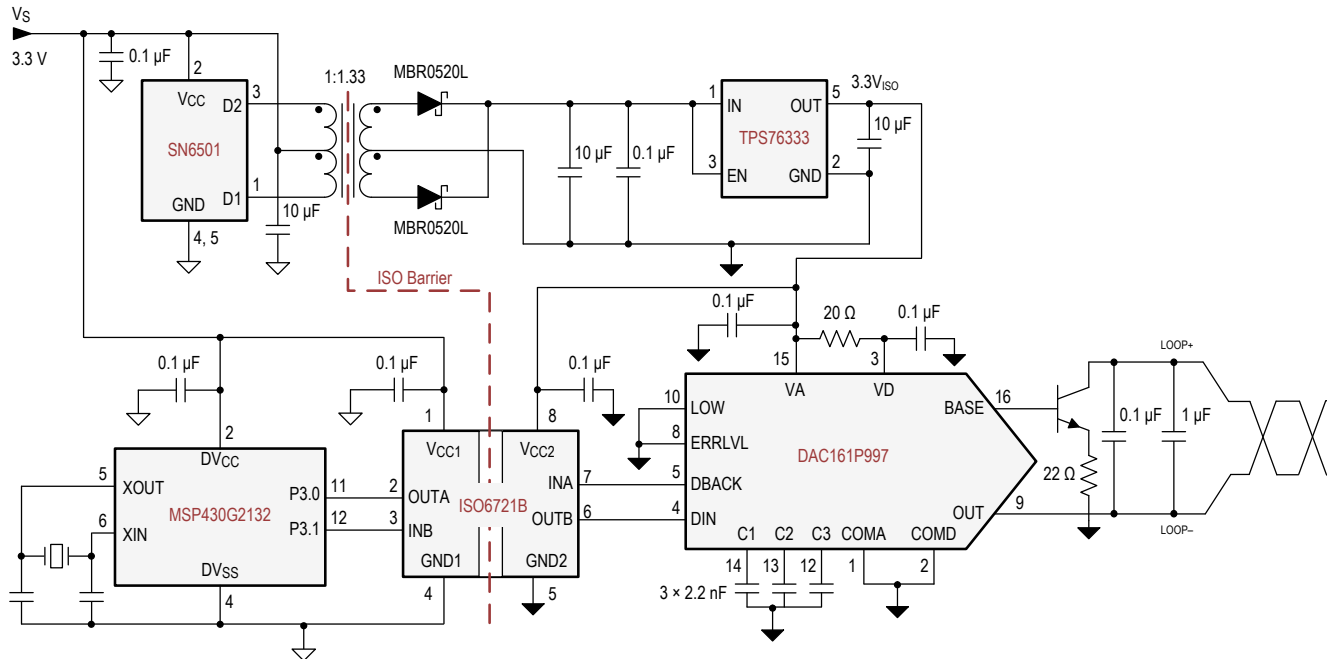 VS
3.3 V
0.1 µF
2
VCC
D2
3
SN6501
D1
1
GND
4, 5
10 µF
1:1.33
MBR0520L
MBR0520L
10 µF
0.1 µF
1
IN
OUT
5
TPS76333
3
EN
GND
2
3.3VISO
10 µF
ISO Barrier
0.1 µF
0.1 µF
0.1 µF
0.1 µF
20 Ω
0.1 µF
2
DVCC
5
XOUT
6
XIN
MSP430G2132
P3.0
11
P3.1
12
DVSS
4
1
VCC1
2
OUTA
3
INB
GND1
4
ISO6721B
8
VCC2
INA
7
OUTB
6
GND2
5
15
VA
3
VD
10
LOW
8
ERRLVL
5
DBACK
4
DIN
DAC161P997
BASE
16
OUT
9
C1
C2
C3
COMA
COMD
14
13
12
1
2
3 × 2.2 nF
22 Ω
0.1 µF
1 µF
LOOP+
LOOP–